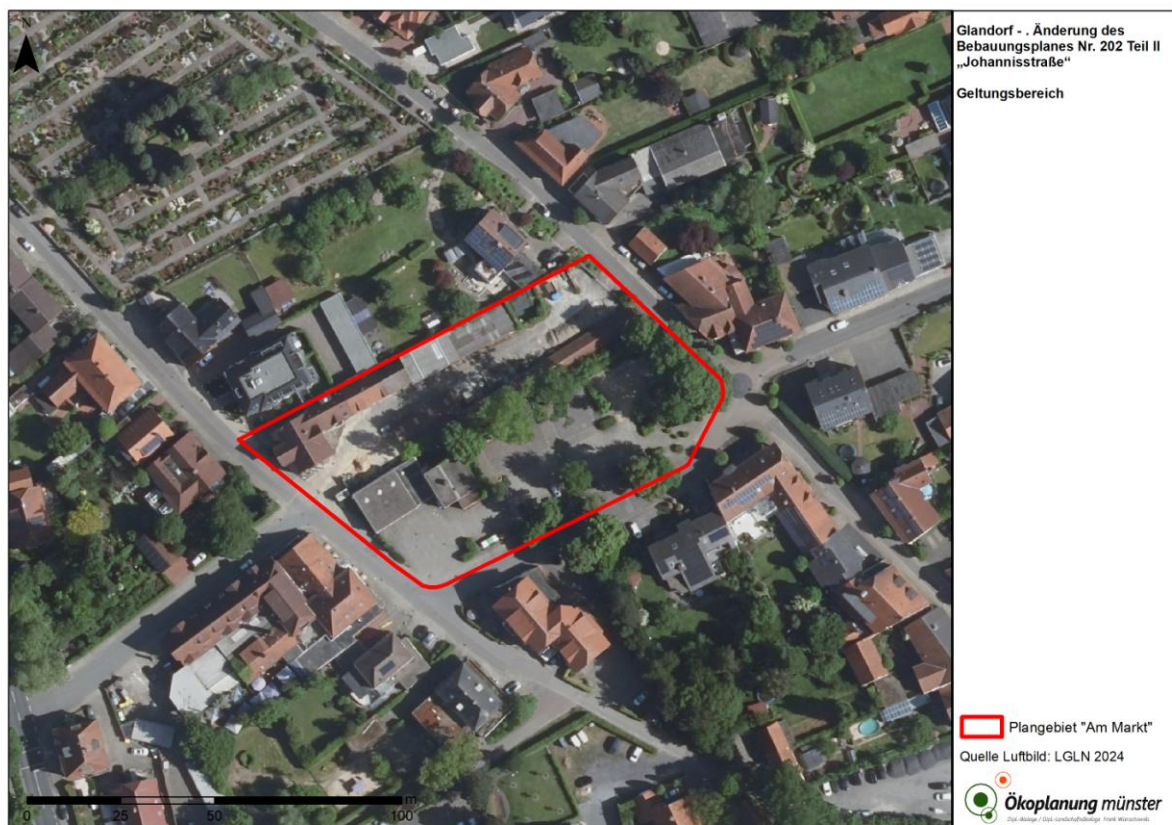 N
Glandorf - . Änderung des
Bebauungsplanes Nr. 202 Teil II
„Johannisstraße“
Geltungsbereich
Plangebiet "Am Markt"
Quelle Luftbild: LGLN 2024
Ökoplanung münster
m
0 25 50 100